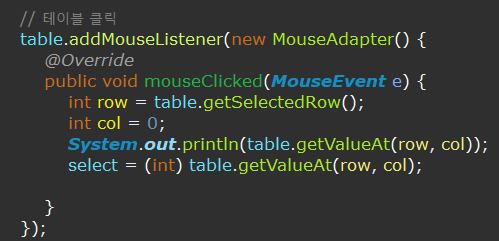 // 테이블 클릭
table.addMouseListener(new MouseAdapter() {
@Override
public void mouseClicked(MouseEvent e) {
int row = table.getSelectedRow();
int col = 0;
System.out.println(table.getValueAt(row, col));
select = (int) table.getValueAt(row, col);
}
});